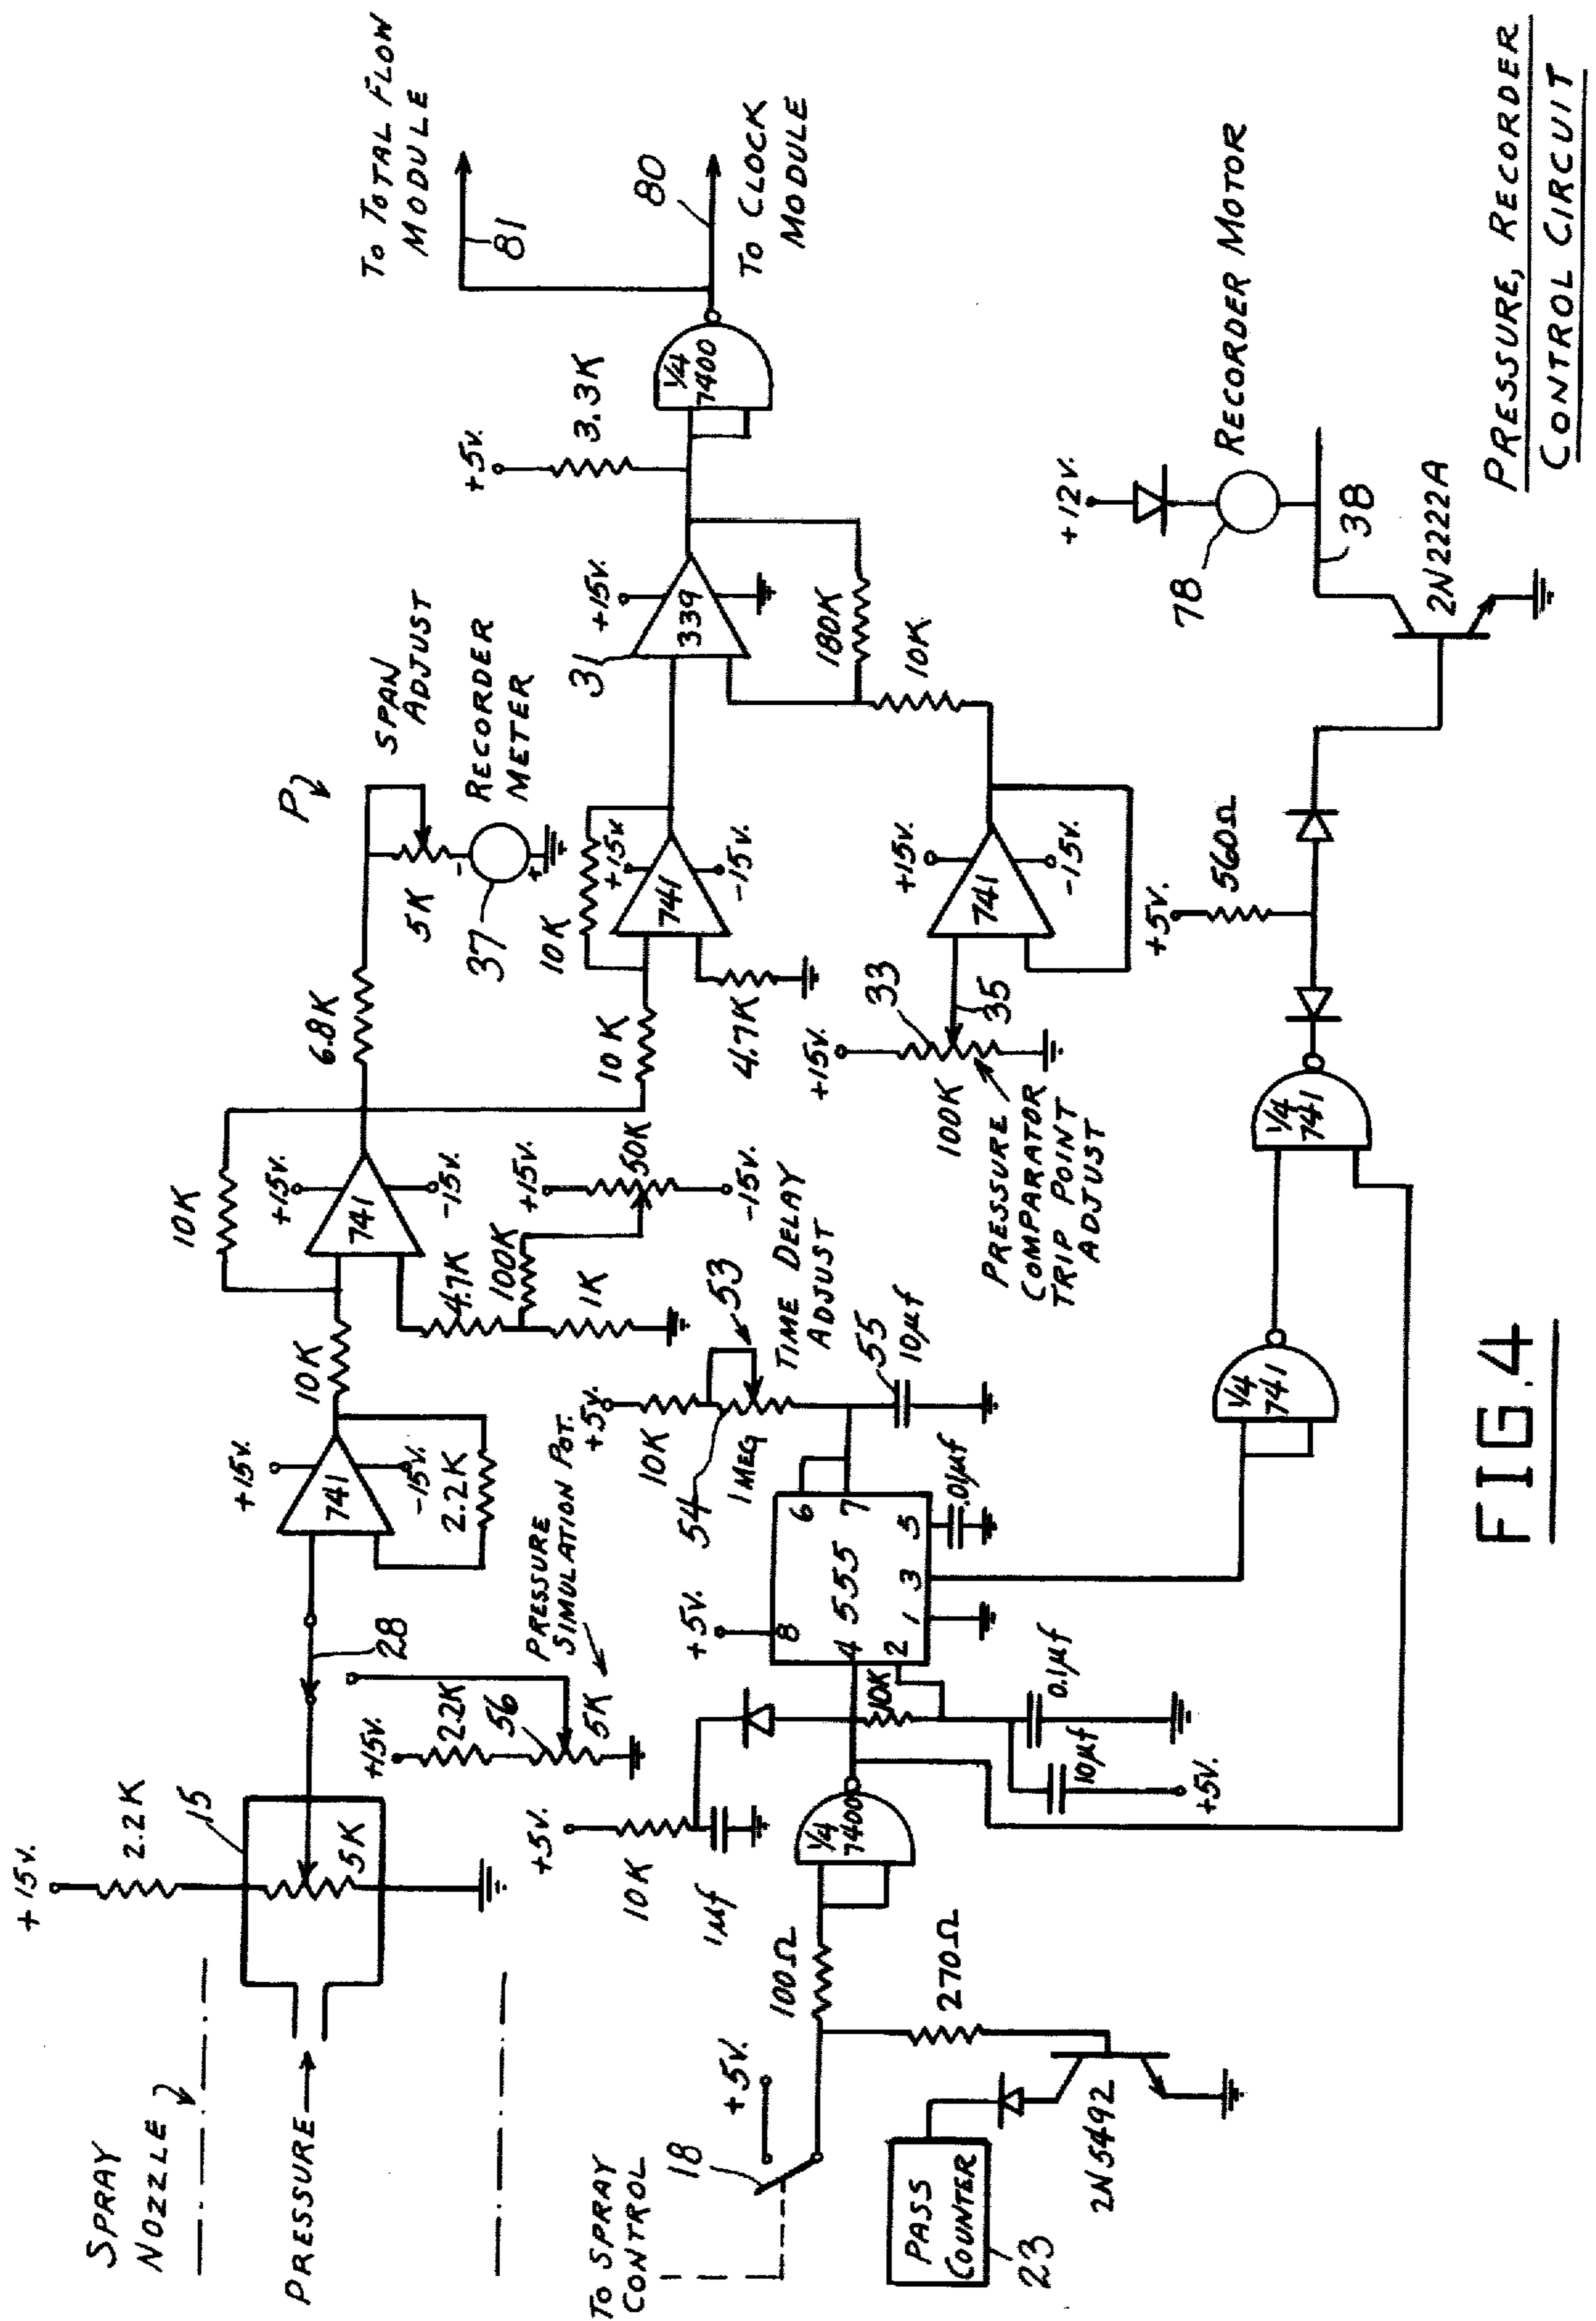 SPRAY
NOZZLE
PRESSURE
+15v.
2.2K
15
5K
28
+15v.
2.2K
56
5K
PRESSURE
SIMULATION POT.
+15v.
741
-15v.
2.2K
10K
10K
+15v.
741
-15v.
4.7K
100K
1K
+15v.
50K
-15v.
6.8K
P
SPAN
ADJUST
5K
-
+
37
RECORDER
METER
10K
10K
+15v
741
-15v.
4.7K
31
+15v.
339
180K
10K
+5v.
3.3K
1/4
7400
TO TOTAL FLOW
MODULE
81
80
TO CLOCK
MODULE
+15v.
33
35
100K
PRESSURE
COMPARATOR
TRIP POINT
ADJUST
+15v.
741
-15v.
TO SPRAY
CONTROL
18
+5v.
100Ω
270Ω
PASS
COUNTER
23
2N5492
1/4
7400
+5v.
10K
1µf
10K
0.1µf
10µf
+5v.
+5v.
8
4
2
555
1
3
5
6
7
.01µf
+5v.
10K
54
1 MEG
53
TIME DELAY
ADJUST
55
10µf
1/4
741
1/4
741
+5v.
560Ω
+12v.
78
RECORDER MOTOR
38
2N2222A
FIG.4
PRESSURE, RECORDER
CONTROL CIRCUIT